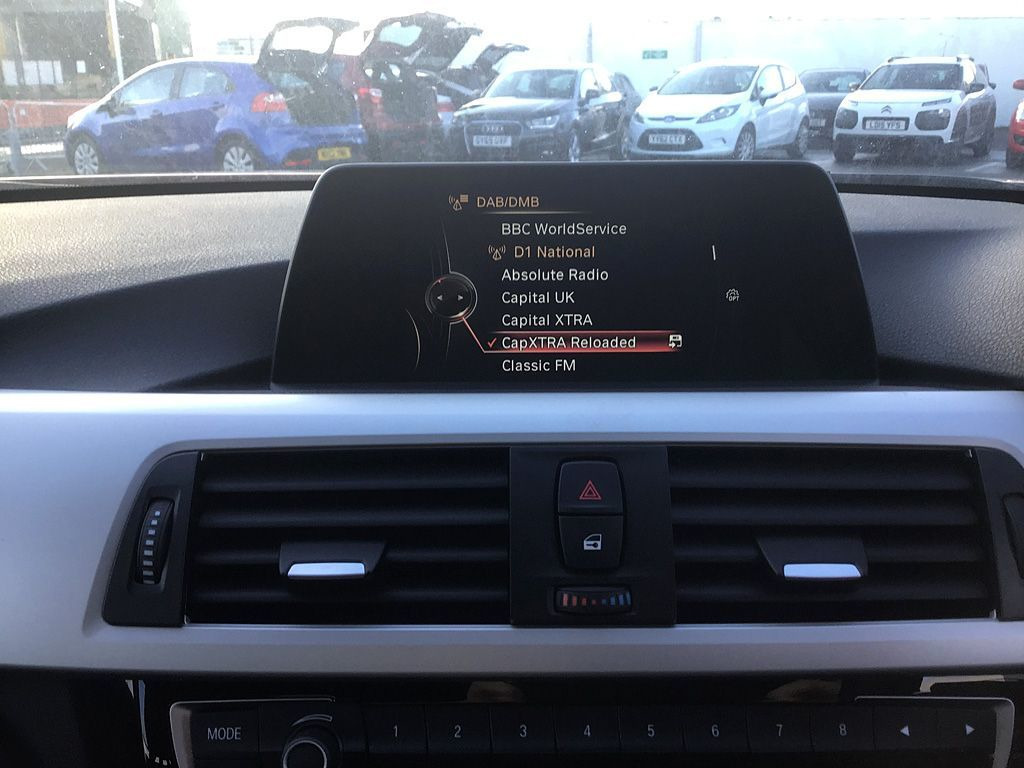 DAB/DMB
BBC WorldService
D1 National
Absolute Radio
Capital UK
OPT
Capital XTRA
✓ CapXTRA Reloaded
Classic FM
MODE 1 2 3 4 5 6 7 8